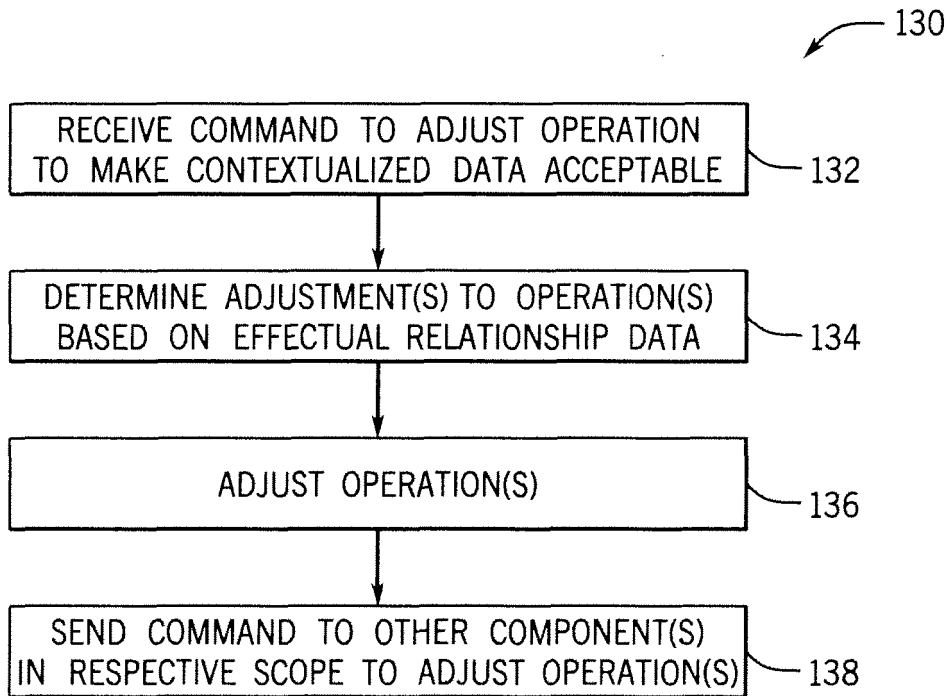 130
RECEIVE COMMAND TO ADJUST OPERATION
TO MAKE CONTEXTUALIZED DATA ACCEPTABLE
132
DETERMINE ADJUSTMENT(S) TO OPERATION(S)
BASED ON EFFECTUAL RELATIONSHIP DATA
134
ADJUST OPERATION(S)
136
SEND COMMAND TO OTHER COMPONENT(S)
IN RESPECTIVE SCOPE TO ADJUST OPERATION(S)
138